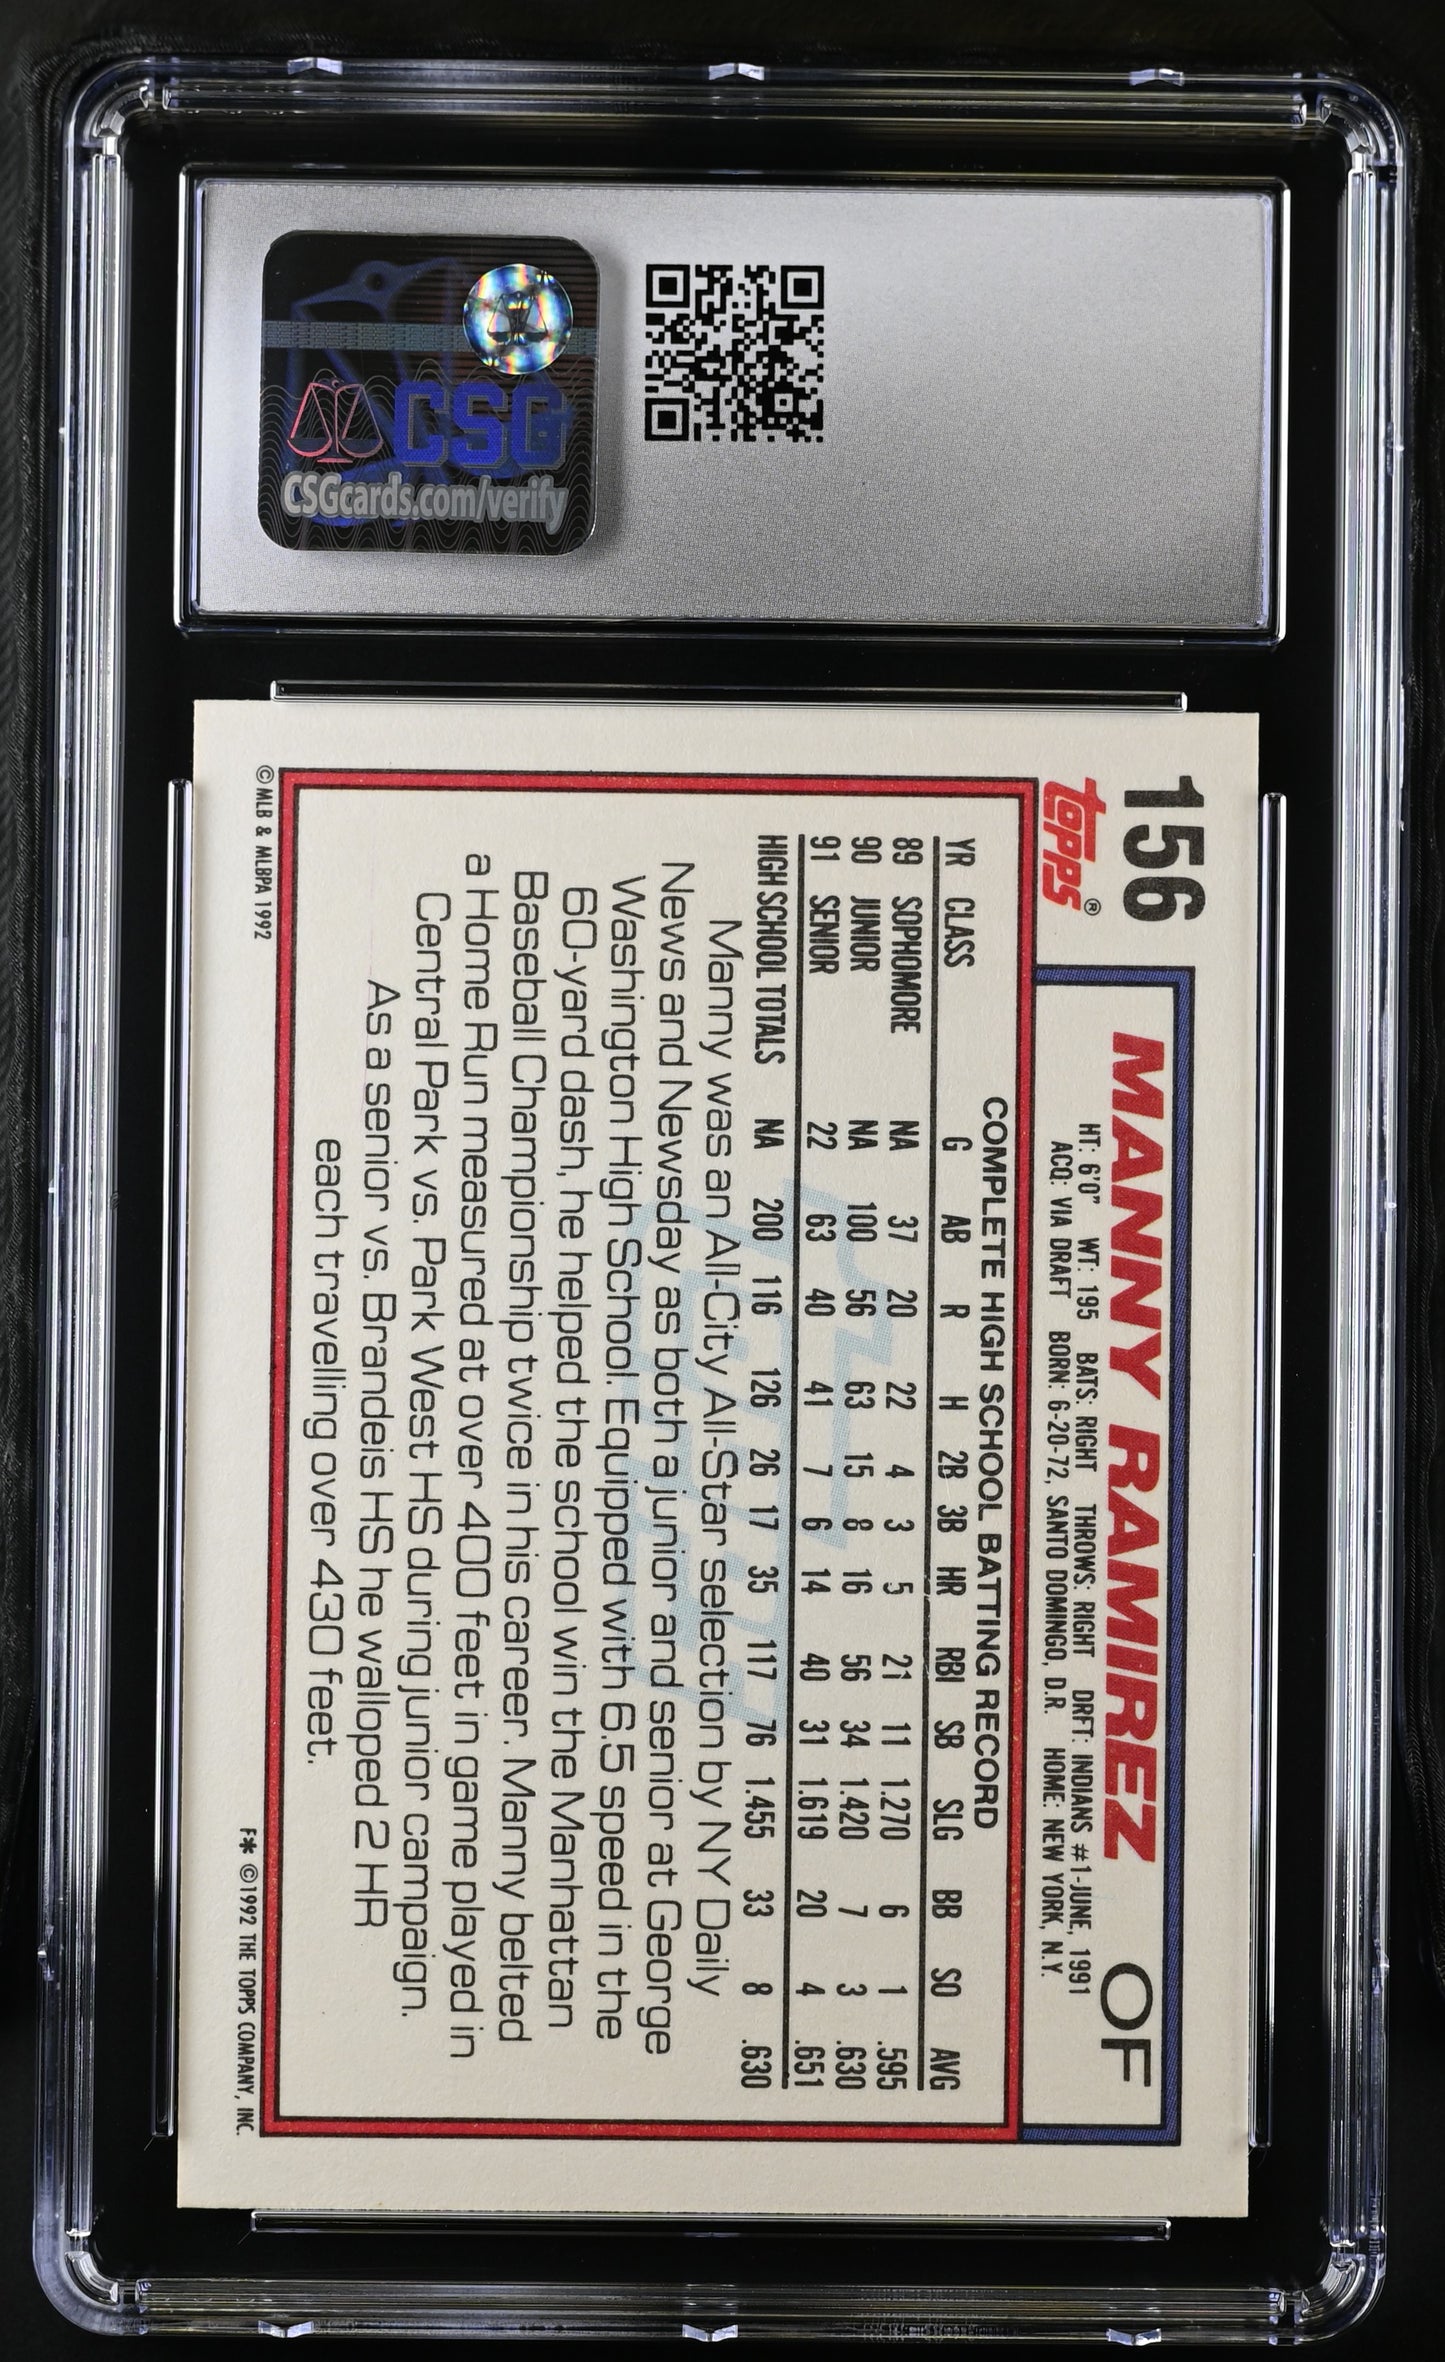 CSG
CSGcards.com/verify
156
topps®
MANNY RAMIREZ OF
HT: 6'0" WT: 195 BATS: RIGHT THROWS: RIGHT DRFT: INDIANS #1-JUNE, 1991
ACQ: VIA DRAFT BORN: 6-20-72, SANTO DOMINGO, D.R. HOME: NEW YORK, N.Y.
COMPLETE HIGH SCHOOL BATTING RECORD
YR CLASS G AB R H 2B 3B HR RBI SB SLG BB SO AVG
89 SOPHOMORE NA 37 20 22 4 3 5 21 11 1.270 6 1 .595
90 JUNIOR NA 100 56 63 15 8 16 56 34 1.420 7 3 .630
91 SENIOR 22 63 40 41 7 6 14 40 31 1.619 20 4 .651
HIGH SCHOOL TOTALS NA 200 116 126 26 17 35 117 76 1.455 33 8 .630
Manny was an All-City All-Star selection by NY Daily
News and Newsday as both a junior and senior at George
Washington High School. Equipped with 6.5 speed in the
60-yard dash, he helped the school win the Manhattan
Baseball Championship twice in his career. Manny belted
a Home Run measured at over 400 feet in game played in
Central Park vs. Park West HS during junior campaign.
As a senior vs. Brandeis HS he walloped 2 HR
each travelling over 430 feet.
© MLB & MLBPA 1992
F* ©1992 THE TOPPS COMPANY, INC.